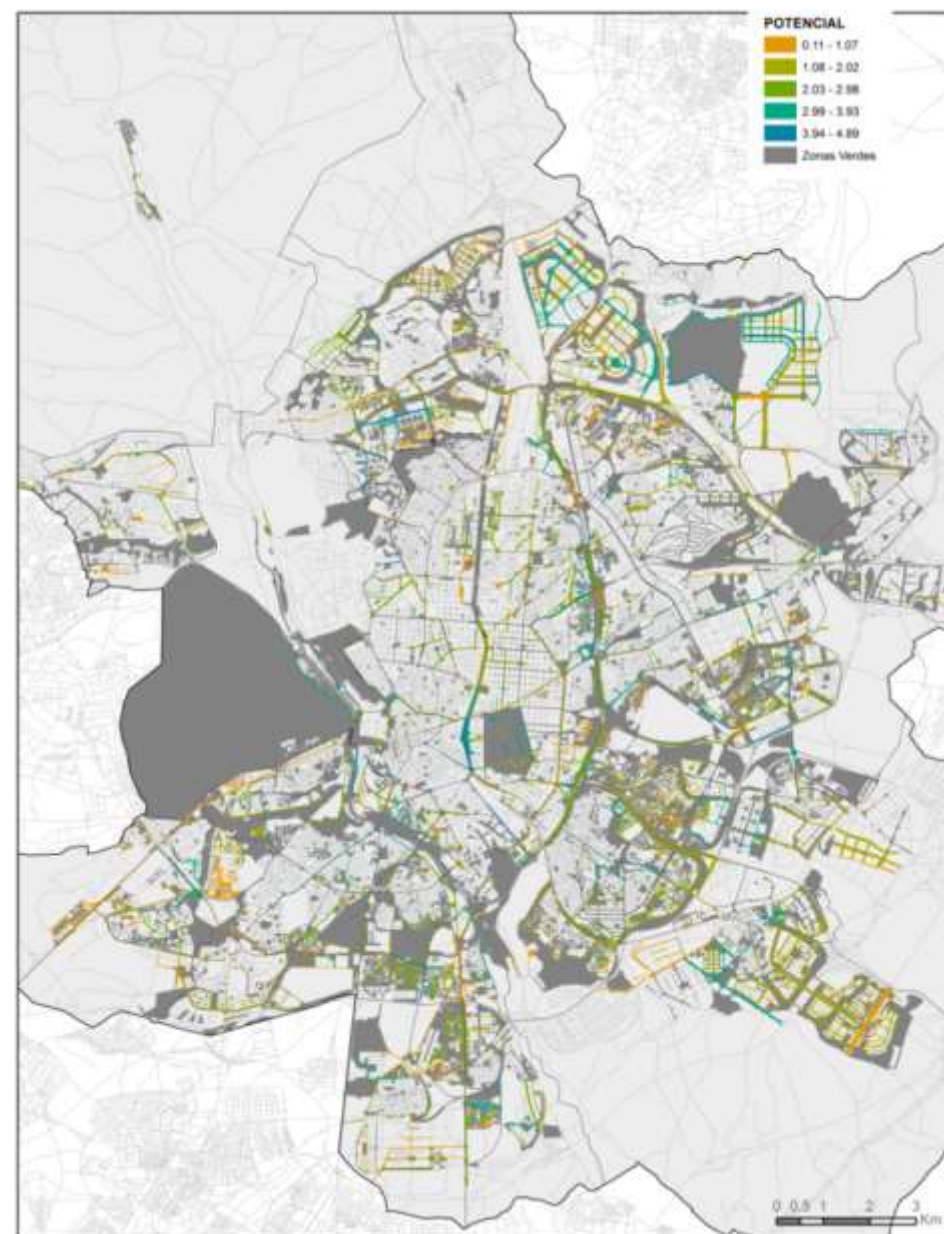 POTENCIAL
0.11 - 1.07
1.08 - 2.02
2.03 - 2.98
2.99 - 3.93
3.94 - 4.89
Zonas Verdes
0 0.5 1 2 3
Km